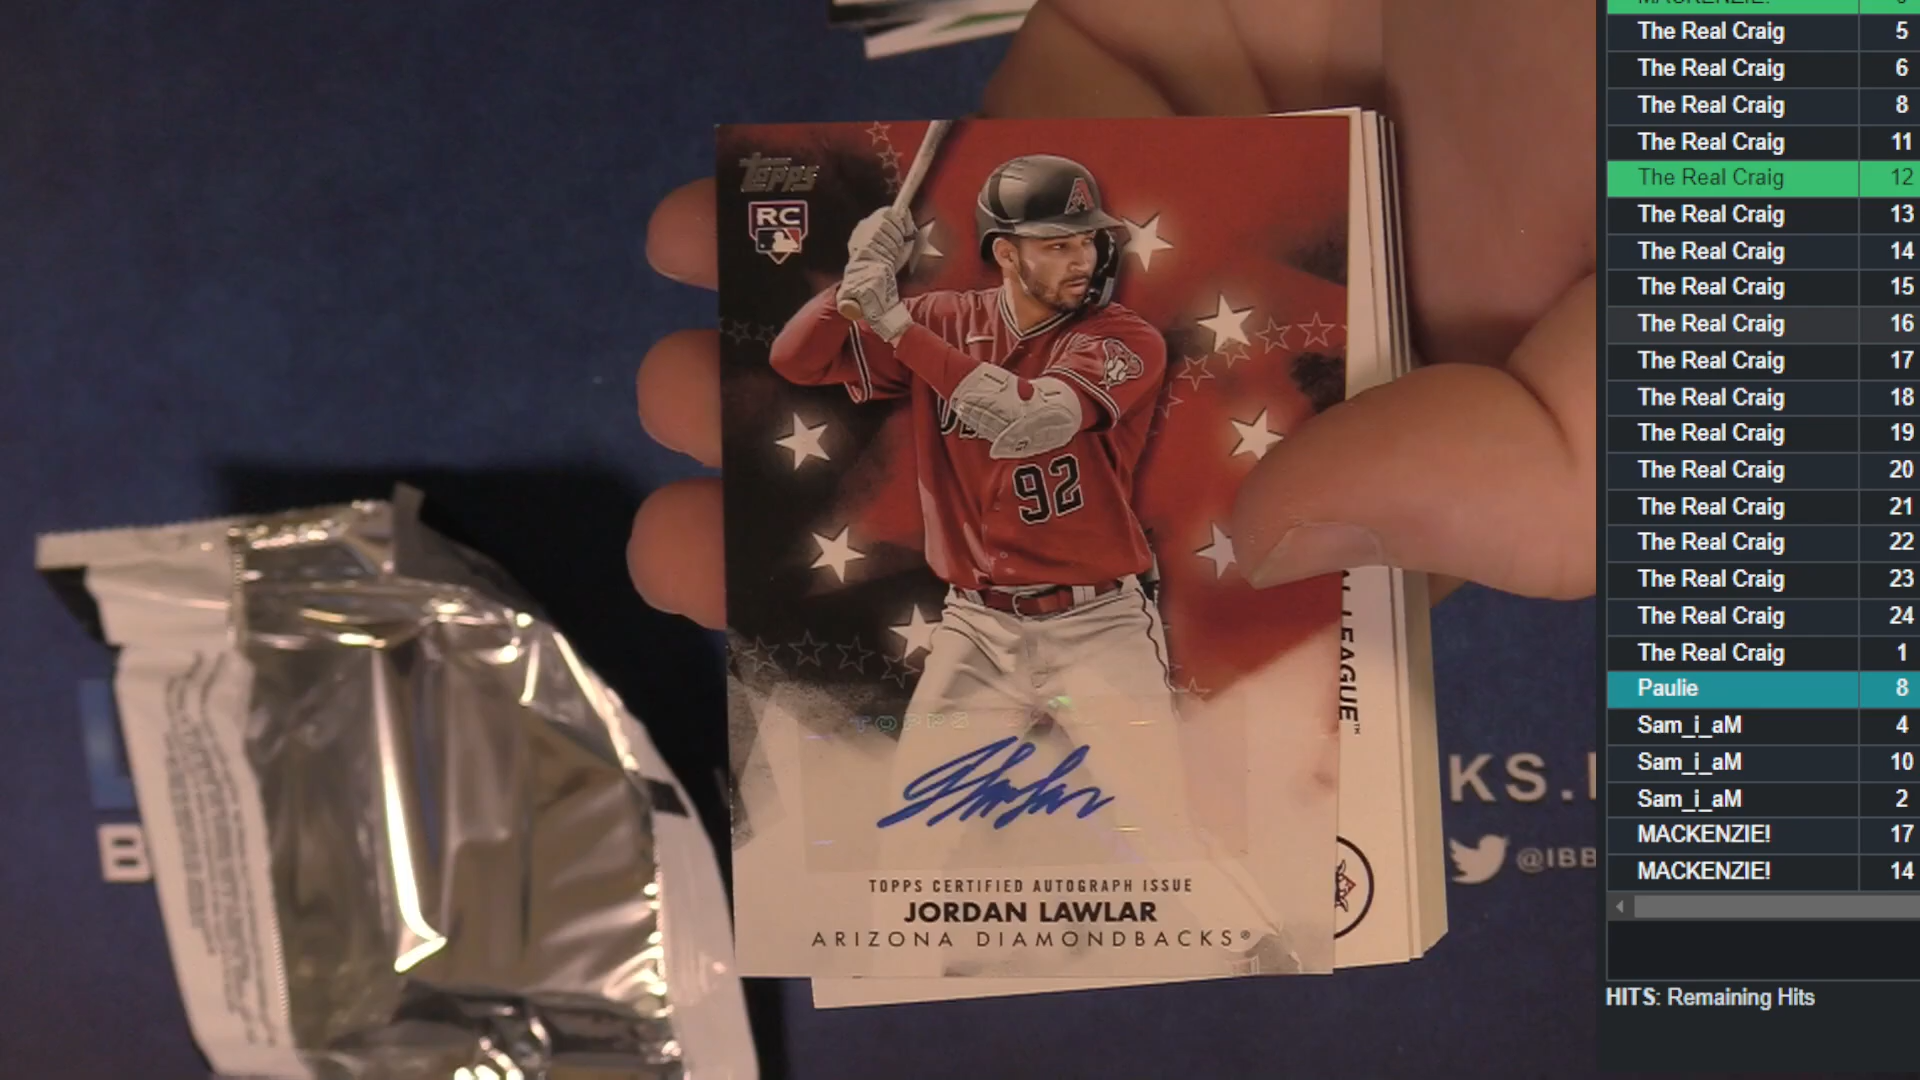 MACKENZIE!
The Real Craig 5
The Real Craig 6
The Real Craig 8
The Real Craig 11
The Real Craig 12
The Real Craig 13
The Real Craig 14
The Real Craig 15
The Real Craig 16
The Real Craig 17
The Real Craig 18
The Real Craig 19
The Real Craig 20
The Real Craig 21
The Real Craig 22
The Real Craig 23
The Real Craig 24
The Real Craig 1
Paulie 8
Sam_i_aM 4
Sam_i_aM 10
Sam_i_aM 2
MACKENZIE! 17
MACKENZIE! 14
HITS: Remaining Hits
Topps
RC
A
92
TOPPS
TOPPS CERTIFIED AUTOGRAPH ISSUE
JORDAN LAWLAR
ARIZONA DIAMONDBACKS®
LEAGUE™
B
KS.
@IBB